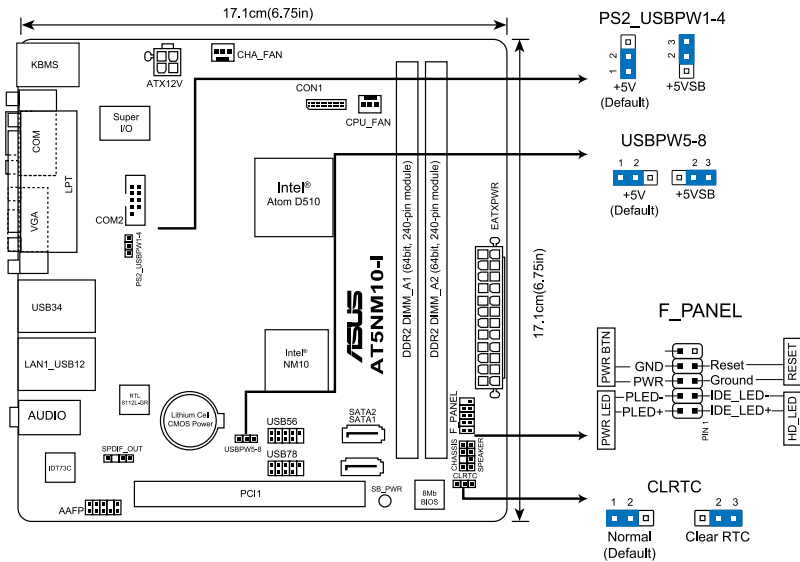 17.1cm(6.75in)
KBMS
ATX12V
CHA_FAN
CON1
CPU_FAN
Super
I/O
COM
LPT
VGA
COM2
PS2_USBPW1-4
Intel®
Atom D510
DDR2 DIMM_A1 (64bit, 240-pin module)
DDR2 DIMM_A2 (64bit, 240-pin module)
EATXPWR
17.1cm(6.75in)
USB34
LAN1_USB12
AUDIO
RTL
8112L-GR
Lithium Cell
CMOS Power
Intel®
NM10
ASUS
AT5NM10-I
USBPW5-8
USB56
USB78
SATA2
SATA1
F_PANEL
CHASSIS
SPEAKER
CLRTC
SPDIF_OUT
IDT73C
AAFP
PCI1
SB_PWR
8Mb
BIOS
PS2_USBPW1-4
2
1
3
2
+5V
(Default)
+5VSB
USBPW5-8
1 2
2 3
+5V
(Default)
+5VSB
F_PANEL
PWR BTN
GND
PWR
Reset
Ground
RESET
PWR LED
PLED-
PLED+
IDE_LED-
IDE_LED+
HD_LED
PIN 1
CLRTC
1 2
2 3
Normal
(Default)
Clear RTC